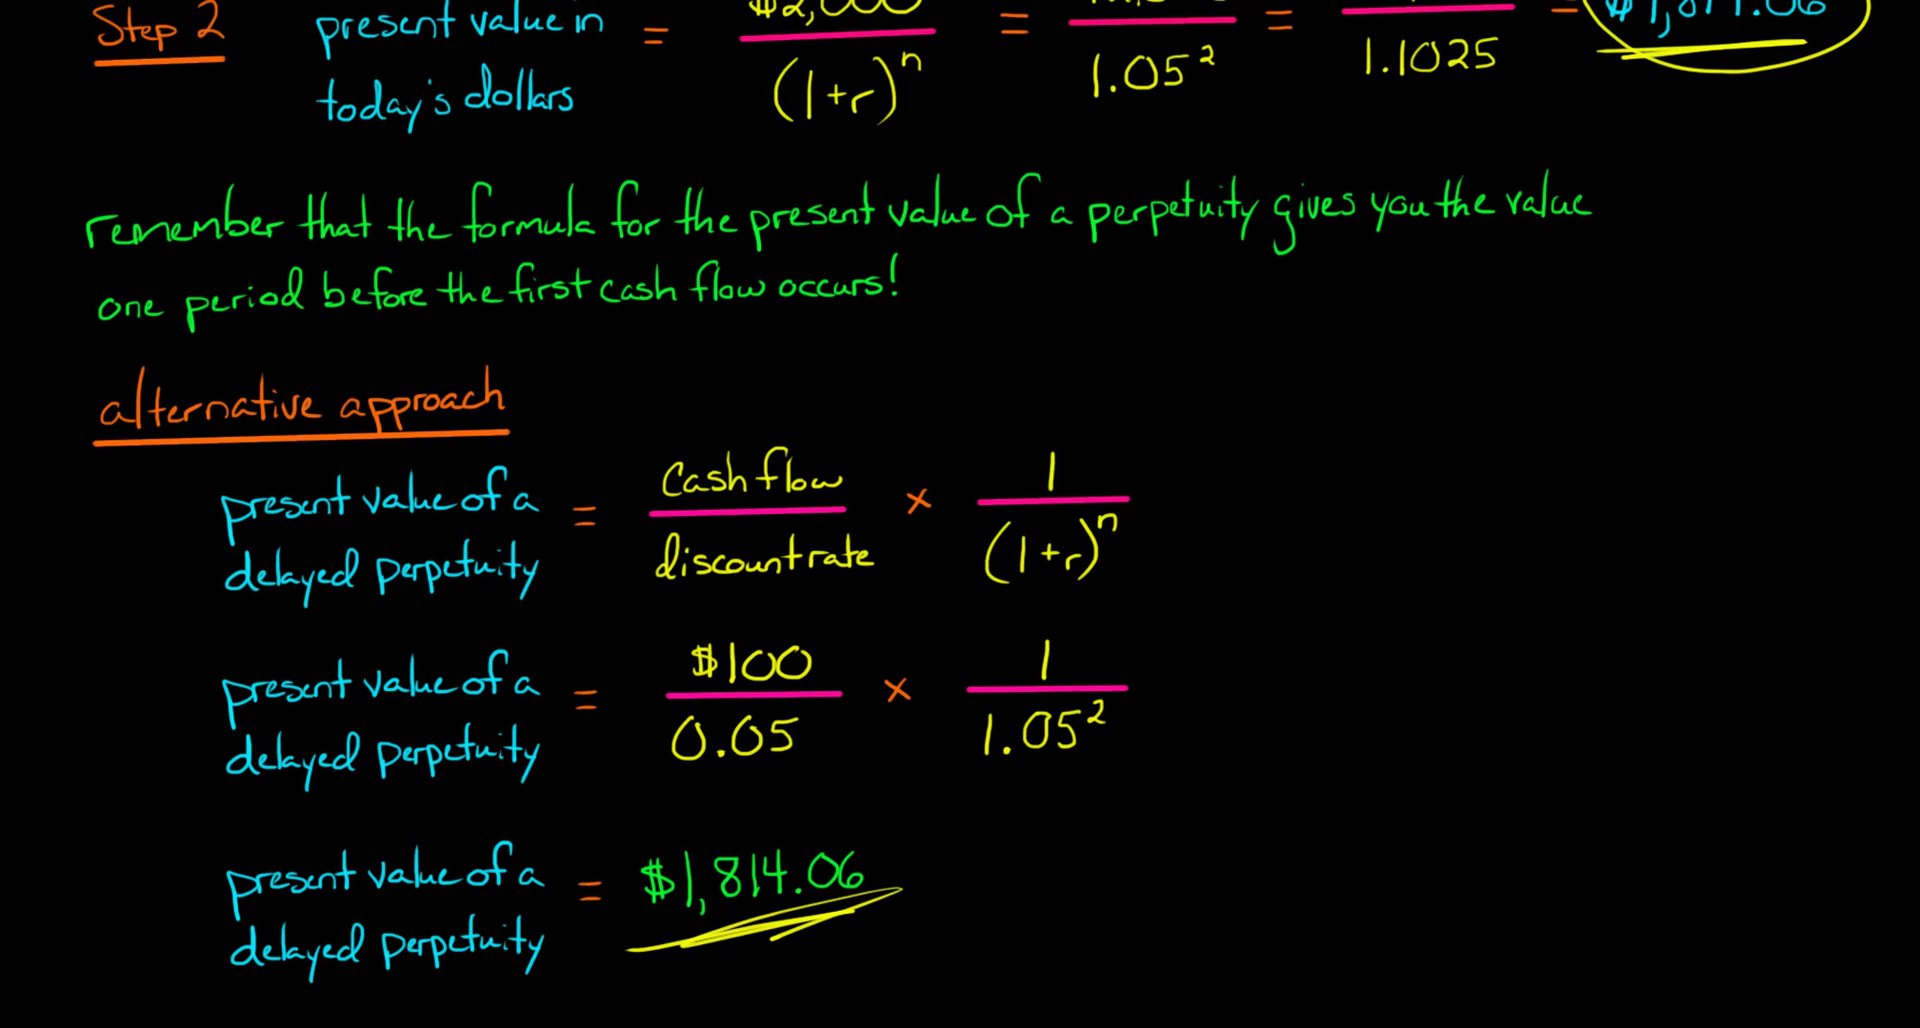 Step 2 present value in = $2,000 = =
today's dollars (1+r)ⁿ 1.05² 1.1025
remember that the formula for the present value of a perpetuity gives you the value
one period before the first cash flow occurs!
alternative approach
present value of a = cash flow × 1
delayed perpetuity discount rate (1+r)ⁿ
present value of a = $100 × 1
delayed perpetuity 0.05 1.05²
present value of a = $1,814.06
delayed perpetuity